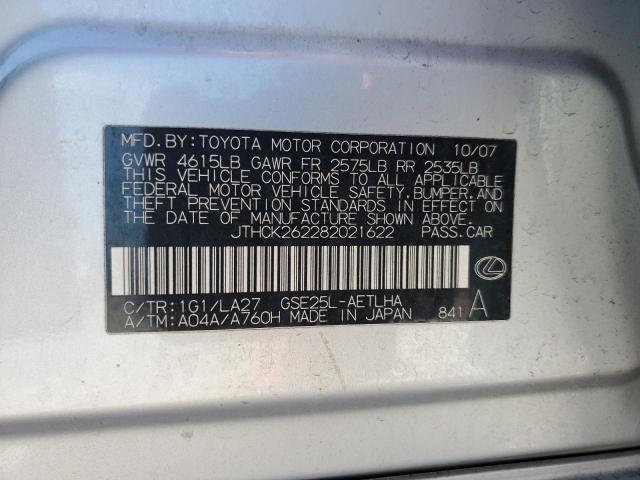 MFD. BY: TOYOTA MOTOR CORPORATION 10/07
GVWR 4615LB GAWR FR 2575LB RR 2535LB
THIS VEHICLE CONFORMS TO ALL APPLICABLE
FEDERAL MOTOR VEHICLE SAFETY, BUMPER, AND
THEFT PREVENTION STANDARDS IN EFFECT ON
THE DATE OF MANUFACTURE SHOWN ABOVE.
JTHCK262282021622 PASS.CAR
C/TR: 1G1/LA27 GSE25L-AETLHA
A/TM: A04A/A760H MADE IN JAPAN 841 A